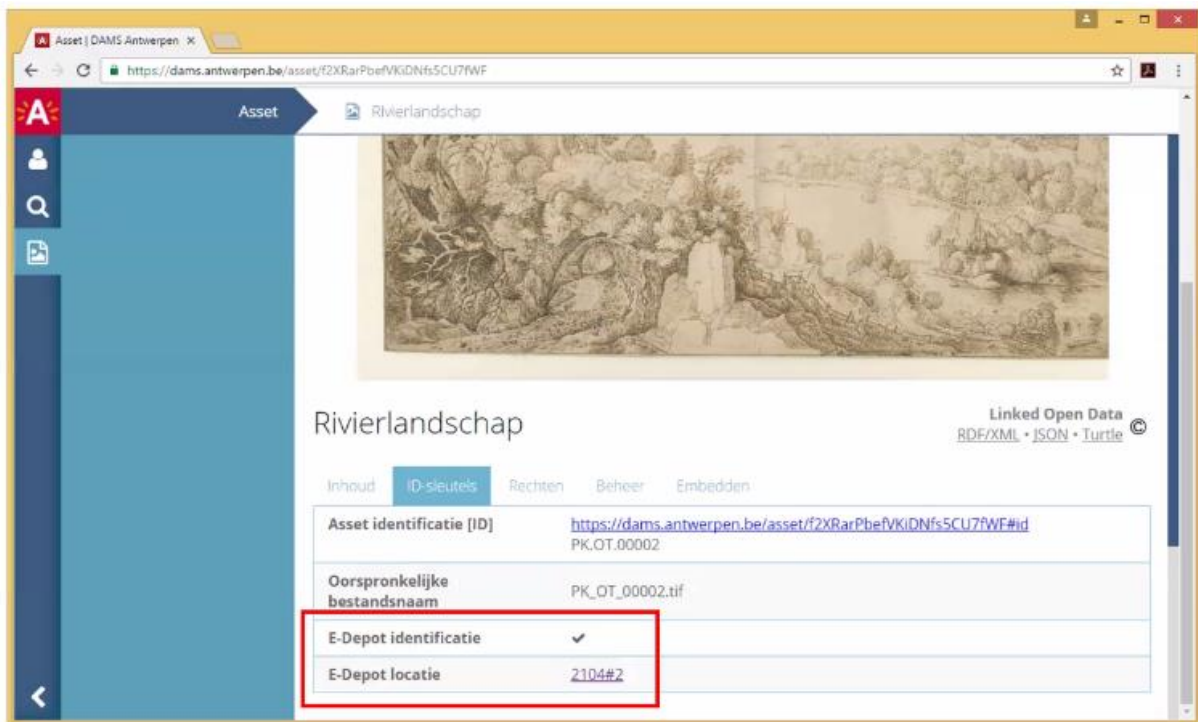 Asset | DAMS Antwerpen ×
https://dams.antwerpen.be/asset/f2XRarPbefVKiDNfs5CU7fWF
A
Asset
Rivierlandschap
Rivierlandschap
Linked Open Data
RDF/XML • JSON • Turtle ©
Inhoud ID-sleutels Rechten Beheer Embedden
Asset identificatie [ID] https://dams.antwerpen.be/asset/f2XRarPbefVKiDNfs5CU7fWF#id
PK.OT.00002
Oorspronkelijke
bestandsnaam PK_OT_00002.tif
E-Depot identificatie ✔
E-Depot locatie 2104#2